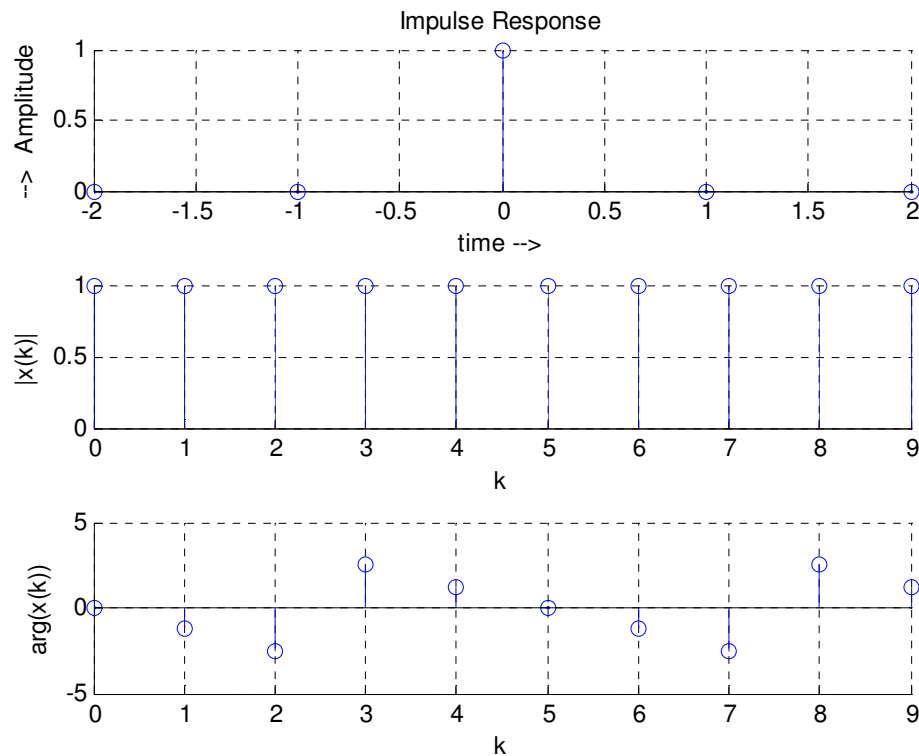 Impulse Response
--> Amplitude
1
0.5
0
-2 -1.5 -1 -0.5 0 0.5 1 1.5 2
time -->
|x(k)|
1
0.5
0
0 1 2 3 4 5 6 7 8 9
k
arg(x(k))
5
0
-5
0 1 2 3 4 5 6 7 8 9
k